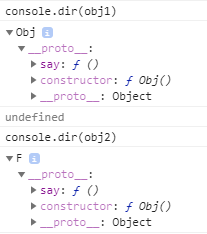 console.dir(obj1)
▼Obj i
▼__proto__:
▶say: ƒ ()
▶constructor: ƒ Obj()
▶__proto__: Object
undefined
console.dir(obj2)
▼F i
▼__proto__:
▶say: ƒ ()
▶constructor: ƒ Obj()
▶__proto__: Object